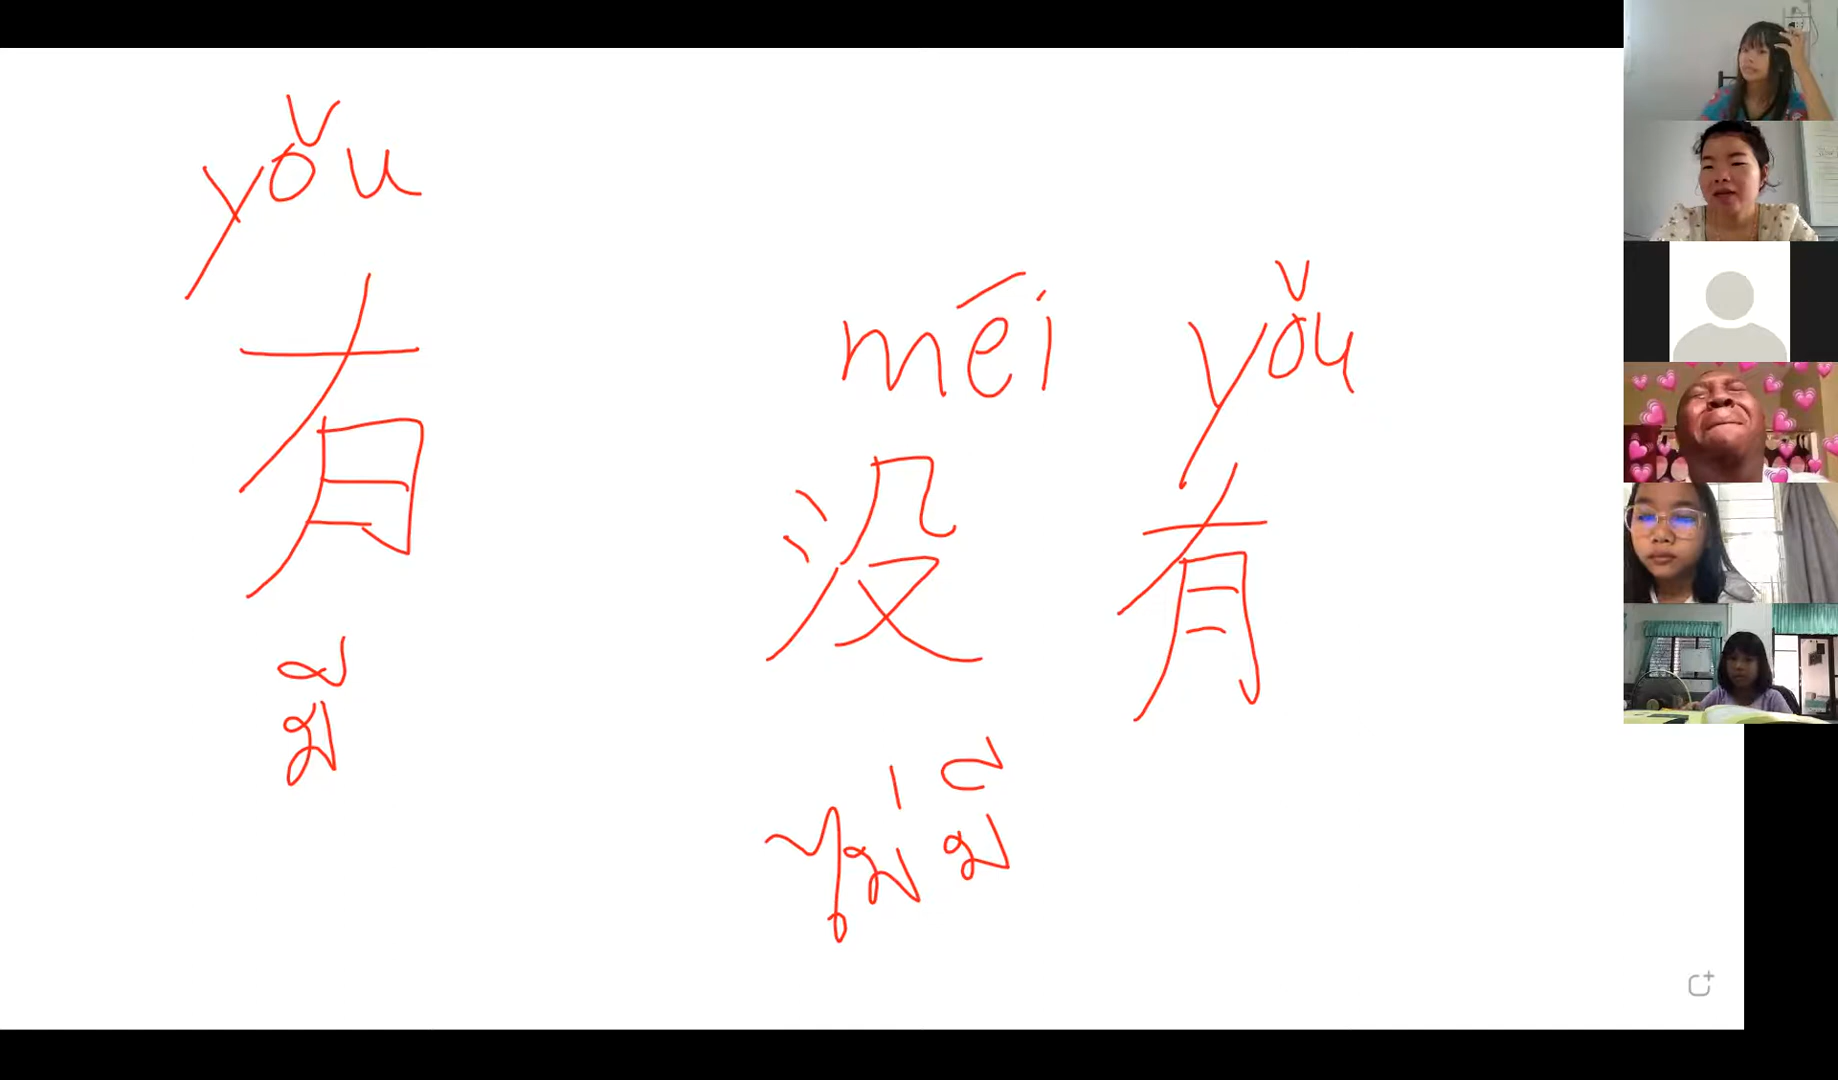 yǒu
有
มี
méi yǒu
没有
ไม่มี